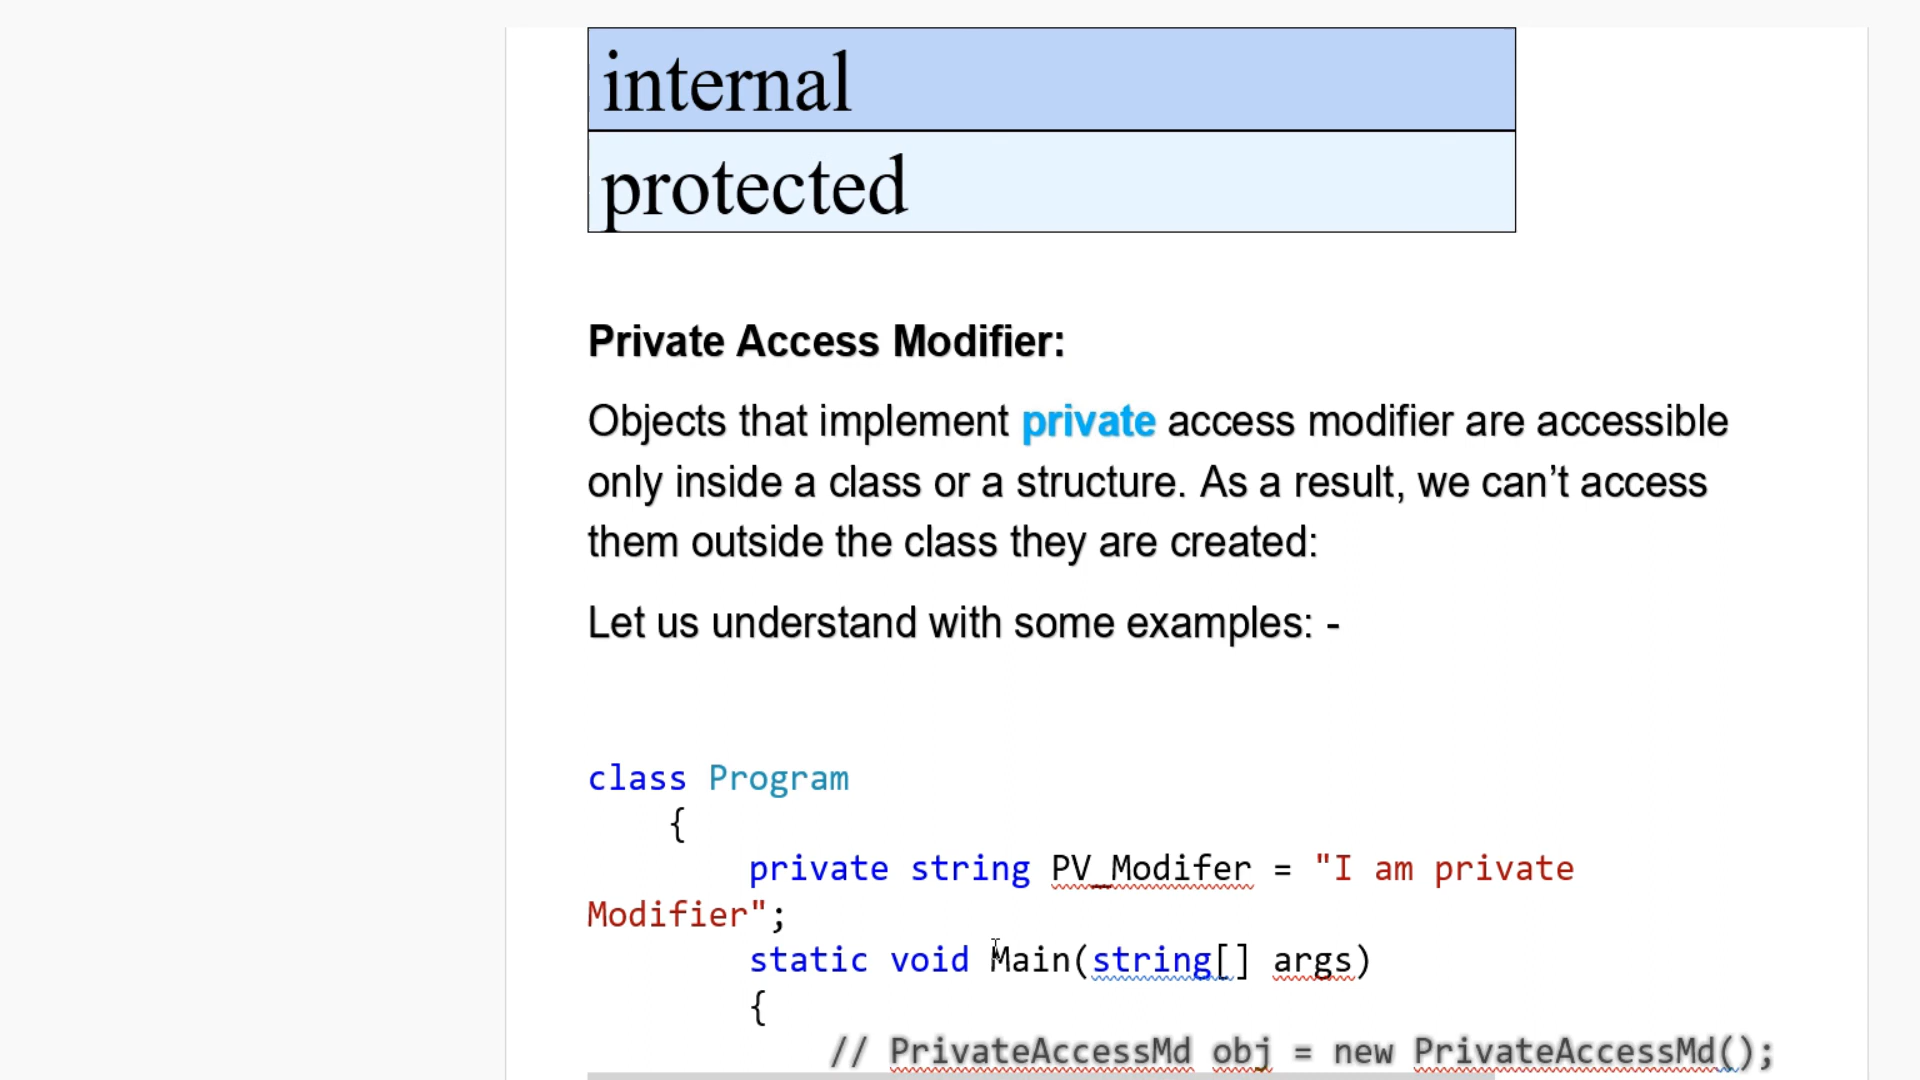 internal
protected
Private Access Modifier:
Objects that implement private access modifier are accessible
only inside a class or a structure. As a result, we can’t access
them outside the class they are created:
Let us understand with some examples: -
class Program
{
private string PV_Modifer = "I am private
Modifier";
static void Main(string[] args)
{
// PrivateAccessMd obj = new PrivateAccessMd();